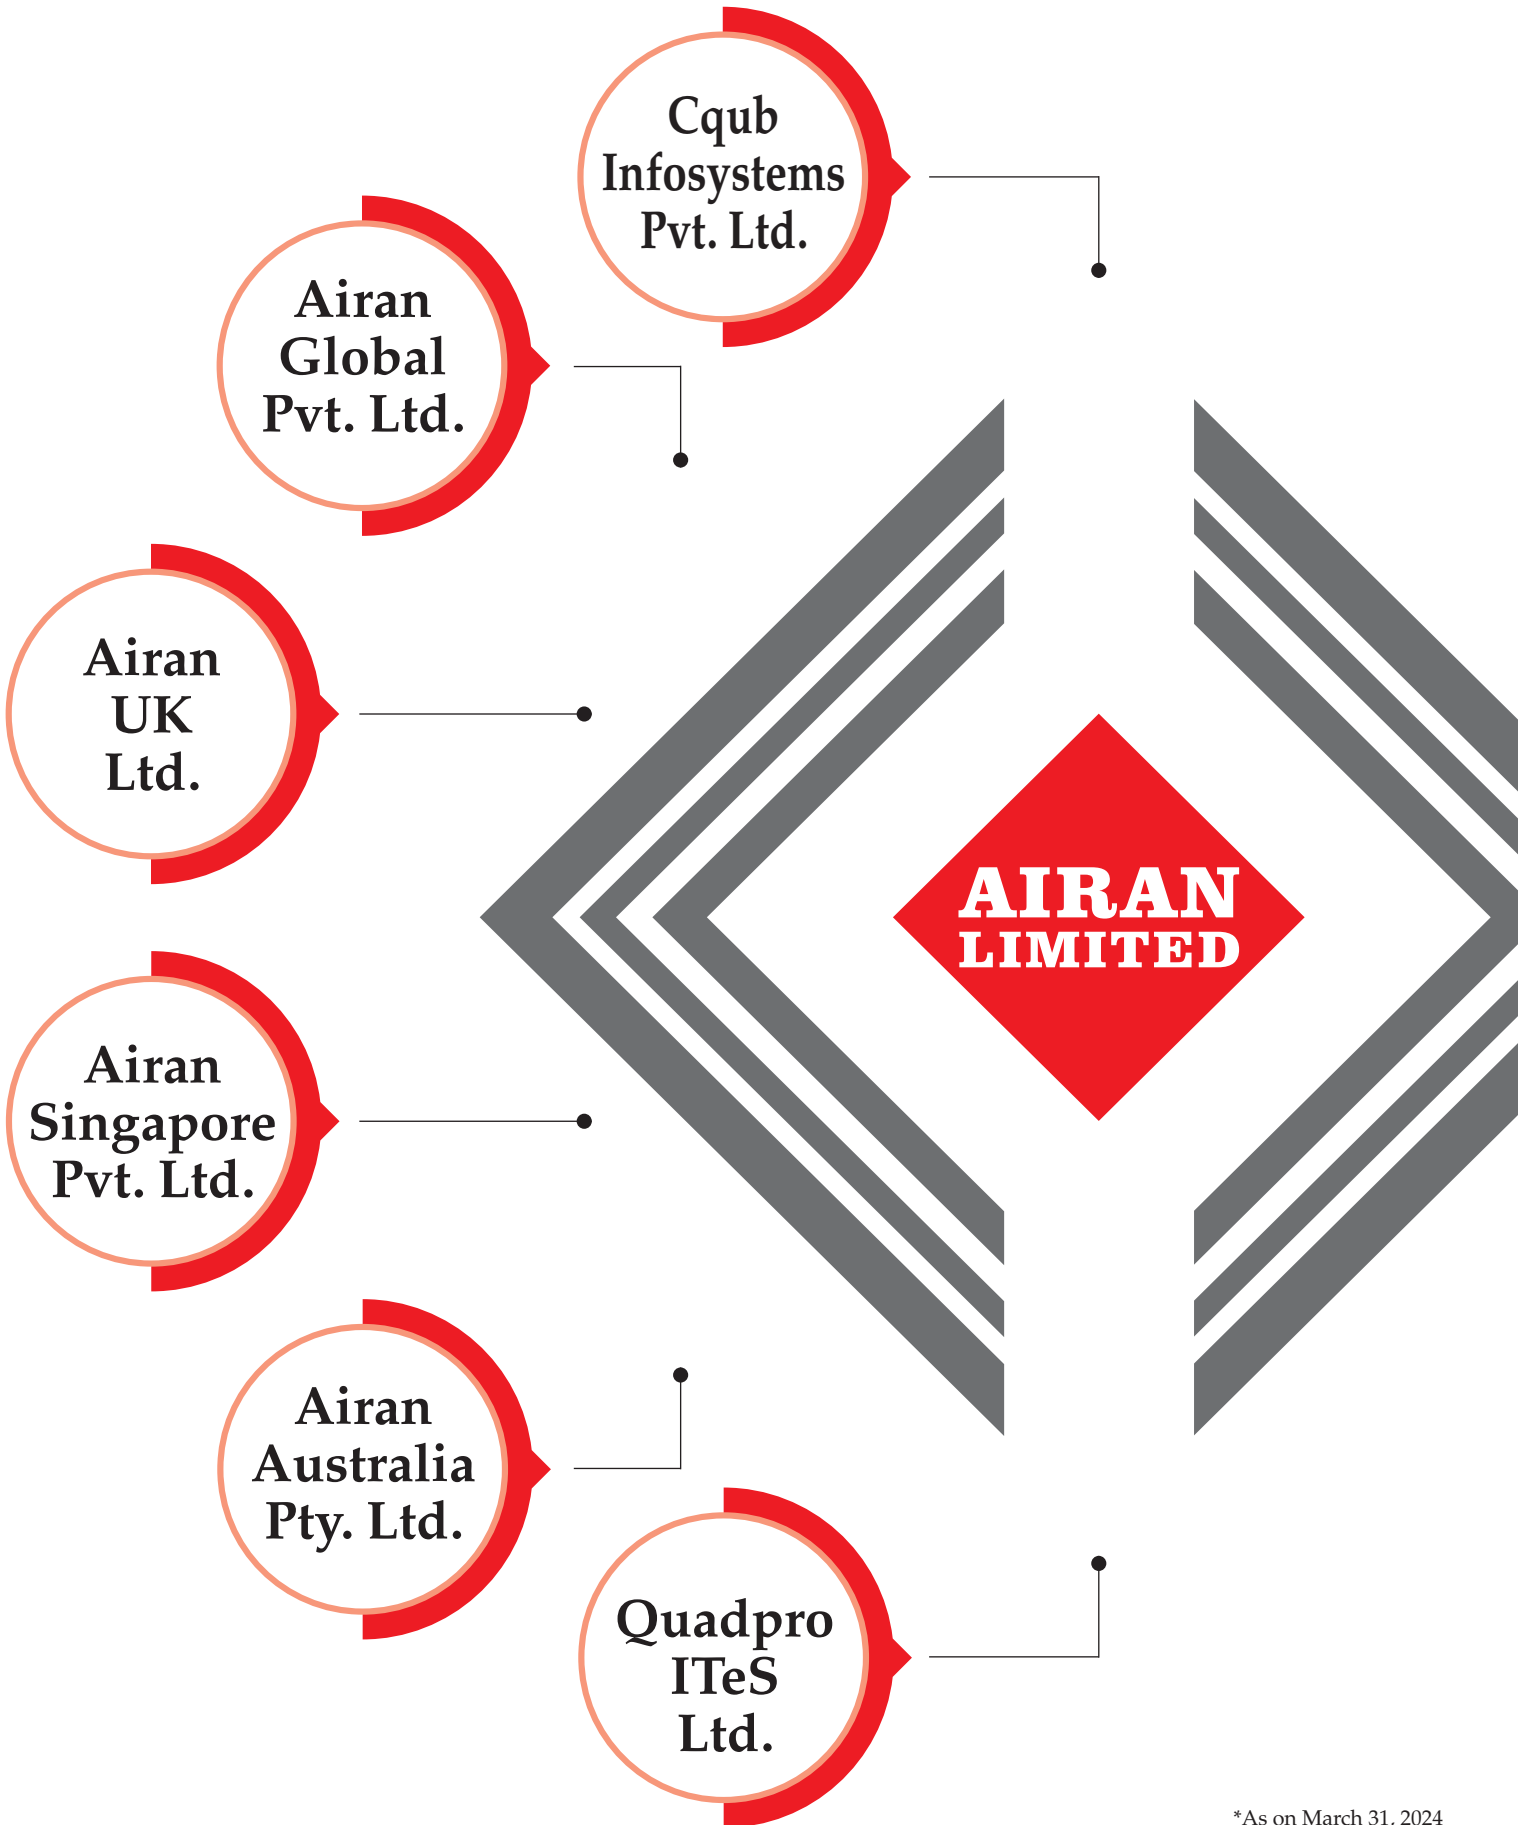 Cqub
Infosystems
Pvt. Ltd.
Airan
Global
Pvt. Ltd.
Airan
UK
Ltd.
AIRAN
LIMITED
Airan
Singapore
Pvt. Ltd.
Airan
Australia
Pty. Ltd.
Quadpro
ITeS
Ltd.
*As on March 31, 2024